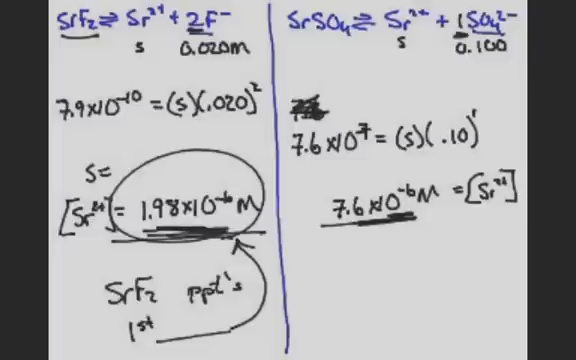 SrF₂ ⇌ Sr²⁺ + 2F⁻
s 0.020M
7.9×10⁻¹⁰ = (s)(.020)²
s=
[Sr²⁺] = 1.98×10⁻⁶ M
SrF₂ ppt's
1st
SrSO₄ ⇌ Sr²⁺ + 1SO₄²⁻
s 0.100
7.6×10⁻⁷ = (s)(.10)¹
7.6×10⁻⁶ M = [Sr²⁺]